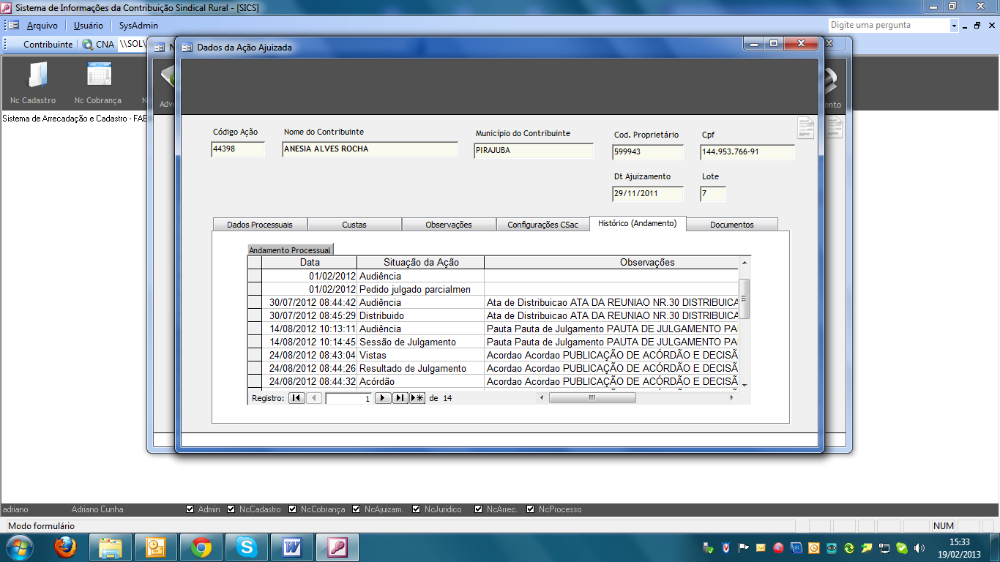 Sistema de Informações da Contribuição Sindical Rural - [SICS]
Arquivo Usuário SysAdmin
Digite uma pergunta
Contribuinte CNA \\SOL\
N
Dados da Ação Ajuizada
Nc Cadastro Nc Cobrança N
Advo
ento
Sistema de Arrecadação e Cadastro - FAE
Código Ação Nome do Contribuinte Município do Contribuinte Cod. Proprietário Cpf
44398 ANESIA ALVES ROCHA PIRAJUBA 599943 144.953.766-91
Dt Ajuizamento Lote
29/11/2011 7
Dados Processuais Custas Observações Configurações CSac Histórico (Andamento) Documentos
Andamento Processual
Data Situação da Ação Observações
01/02/2012 Audiência
01/02/2012 Pedido julgado parcialmen
30/07/2012 08:44:42 Audiência Ata de Distribuicao ATA DA REUNIAO NR.30 DISTRIBUICA
30/07/2012 08:45:29 Distribuido Ata de Distribuicao ATA DA REUNIAO NR.30 DISTRIBUICA
14/08/2012 10:13:11 Audiência Pauta Pauta de Julgamento PAUTA DE JULGAMENTO PA
14/08/2012 10:14:45 Sessão de Julgamento Pauta Pauta de Julgamento PAUTA DE JULGAMENTO PA
24/08/2012 08:43:04 Vistas Acordao Acordao PUBLICAÇÃO DE ACÓRDÃO E DECISÃ
24/08/2012 08:44:26 Resultado de Julgamento Acordao Acordao PUBLICAÇÃO DE ACÓRDÃO E DECISÃ
24/08/2012 08:44:32 Acórdão Acordao Acordao PUBLICAÇÃO DE ACÓRDÃO E DECISÃ
Registro: 1 de 14
adriano Adriano Cunha Admin NcCadastro NcCobrança NcAjuizam. NcJuridico NcArrec. NcProcesso
Modo formulário NUM
15:33
19/02/2013